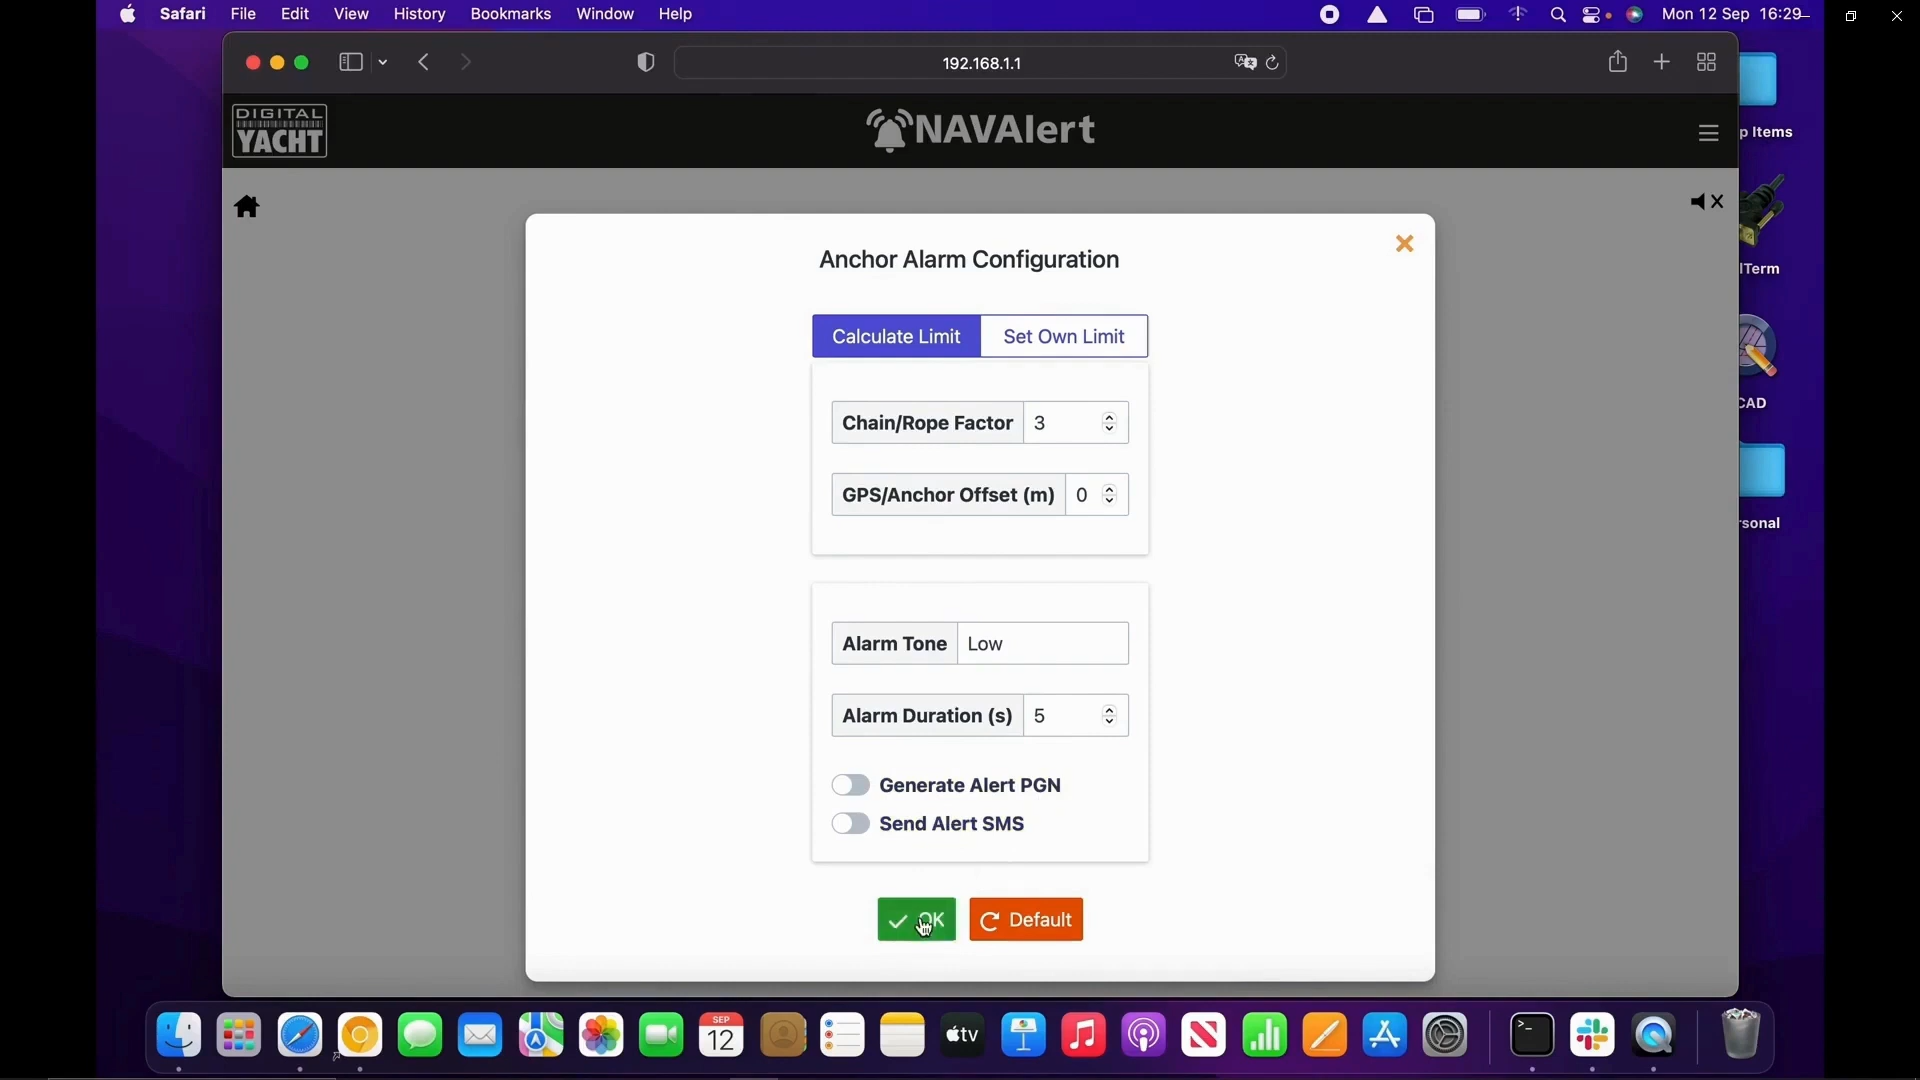 Safari File Edit View History Bookmarks Window Help Mon 12 Sep 16:29
192.168.1.1
DIGITAL
YACHT
NAVAlert
p Items
lTerm
CAD
rsonal
Anchor Alarm Configuration
Calculate Limit Set Own Limit
Chain/Rope Factor 3
GPS/Anchor Offset (m) 0
Alarm Tone Low
Alarm Duration (s) 5
Generate Alert PGN
Send Alert SMS
OK Default
SEP
12
tv